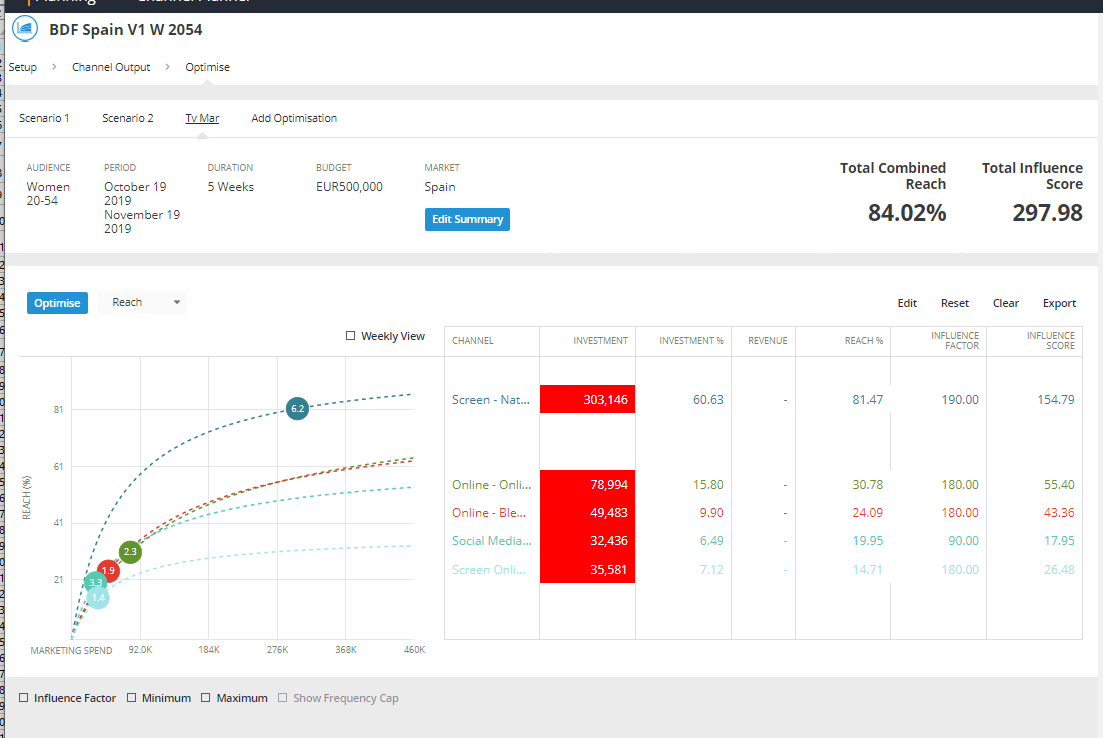 Planning Channel Planner
BDF Spain V1 W 2054
Setup > Channel Output > Optimise
Scenario 1 Scenario 2 Tv Mar Add Optimisation
AUDIENCE PERIOD DURATION BUDGET MARKET
Women 20-54
October 19 2019
November 19 2019
5 Weeks
EUR500,000
Spain
Edit Summary
Total Combined Reach
84.02%
Total Influence Score
297.98
Optimise Reach
Edit Reset Clear Export
Weekly View
CHANNEL INVESTMENT INVESTMENT % REVENUE REACH % INFLUENCE FACTOR INFLUENCE SCORE
Screen - Nat... 303,146 60.63 - 81.47 190.00 154.79
Online - Onli... 78,994 15.80 - 30.78 180.00 55.40
Online - Ble... 49,483 9.90 - 24.09 180.00 43.36
Social Media... 32,436 6.49 - 19.95 90.00 17.95
Screen Onli... 35,581 7.12 - 14.71 180.00 26.48
REACH (%)
81
61
41
21
6.2
2.3
1.9
3.3
1.4
MARKETING SPEND 92.0K 184K 276K 368K 460K
Influence Factor Minimum Maximum Show Frequency Cap